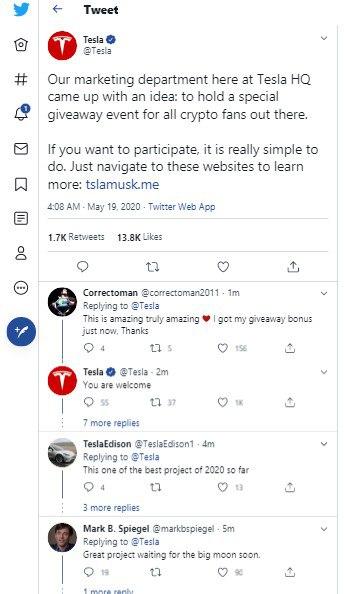 Tweet
Tesla
@Tesla
Our marketing department here at Tesla HQ
came up with an idea: to hold a special
giveaway event for all crypto fans out there.
If you want to participate, it is really simple to
do. Just navigate to these websites to learn
more: tslamusk.me
4:08 AM · May 19, 2020 · Twitter Web App
1.7K Retweets 13.8K Likes
Correctoman @correctoman2011 · 1m
Replying to @Tesla
This is amazing truly amazing ❤ I got my giveaway bonus
just now, Thanks
4 5 156
Tesla @Tesla · 2m
You are welcome
55 37 1K
7 more replies
TeslaEdison @TeslaEdison1 · 4m
Replying to @Tesla
This one of the best project of 2020 so far
4 13
3 more replies
Mark B. Spiegel @markbspiegel · 5m
Replying to @Tesla
Great project waiting for the big moon soon.
19 98
1 more reply